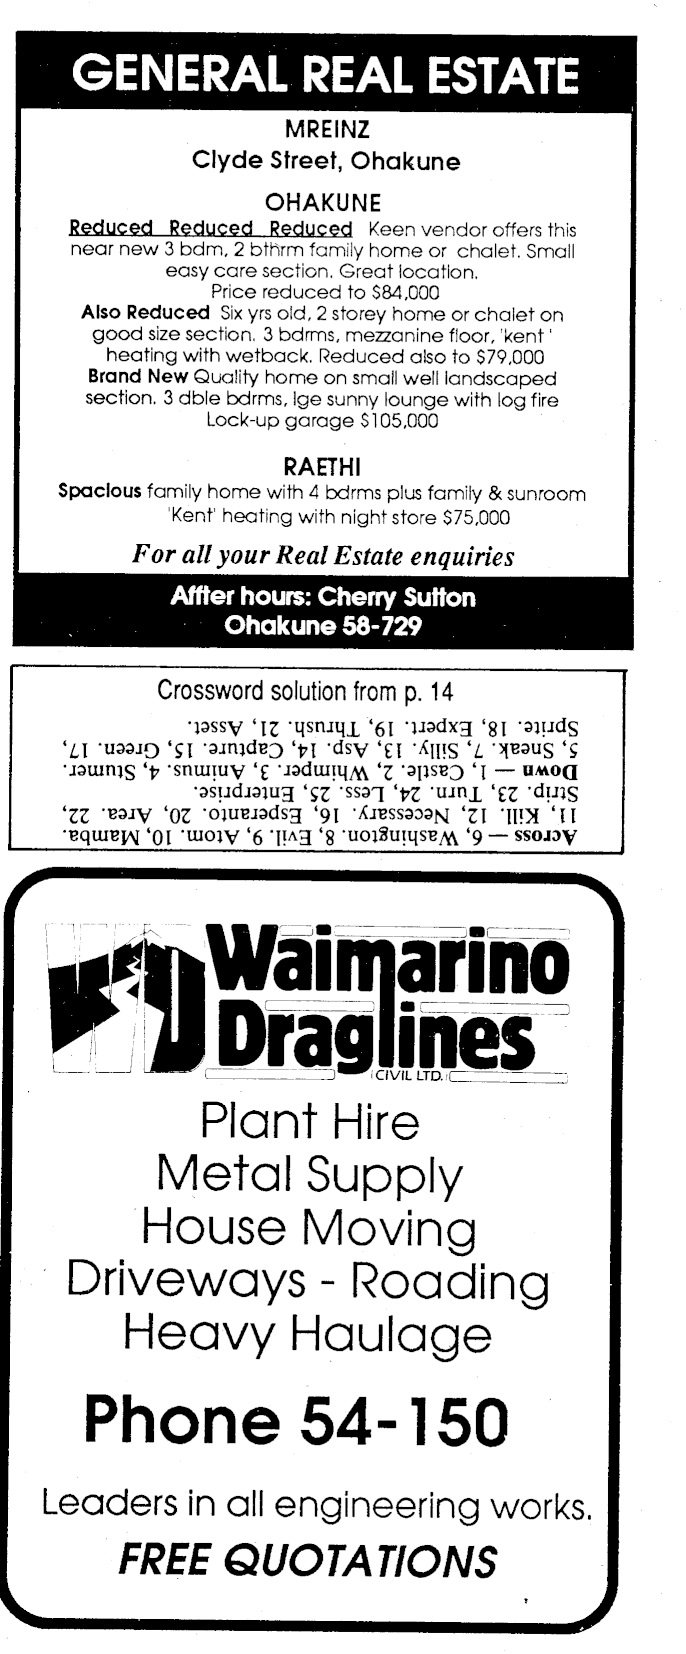 GENERAL REAL ESTATE
MREINZ
Clyde Street, Ohakune
OHAKUNE
Reduced Reduced Reduced Keen vendor offers this
near new 3 bdm, 2 bthrm family home or chalet. Small
easy care section. Great location.
Price reduced to $84,000
Also Reduced Six yrs old, 2 storey home or chalet on
good size section. 3 bdrms, mezzanine floor, 'kent '
heating with wetback. Reduced also to $79,000
Brand New Quality home on small well landscaped
section. 3 dble bdrms, lge sunny lounge with log fire
Lock-up garage $105,000
RAETHI
Spacious family home with 4 bdrms plus family & sunroom
'Kent' heating with night store $75,000
For all your Real Estate enquiries
Affter hours: Cherry Sutton
Ohakune 58-729
Crossword solution from p. 14
Across — 6, Washington. 8, Evil. 9, Atom. 10, Mamba.
11, Kill. 12, Necessary. 16, Esperanto. 20, Area. 22,
Strip. 23, Turn. 24, Less. 25, Enterprise.
Down — 1, Castle. 2, Whimper. 3, Animus. 4, Stumer.
5, Sneak. 7, Silly. 13, Asp. 14, Capture. 15, Green. 17,
Sprite. 18, Expert. 19, Thrush. 21, Asset.
WD
Waimarino
Draglines
CIVIL LTD.
Plant Hire
Metal Supply
House Moving
Driveways - Roading
Heavy Haulage
Phone 54-150
Leaders in all engineering works.
FREE QUOTATIONS